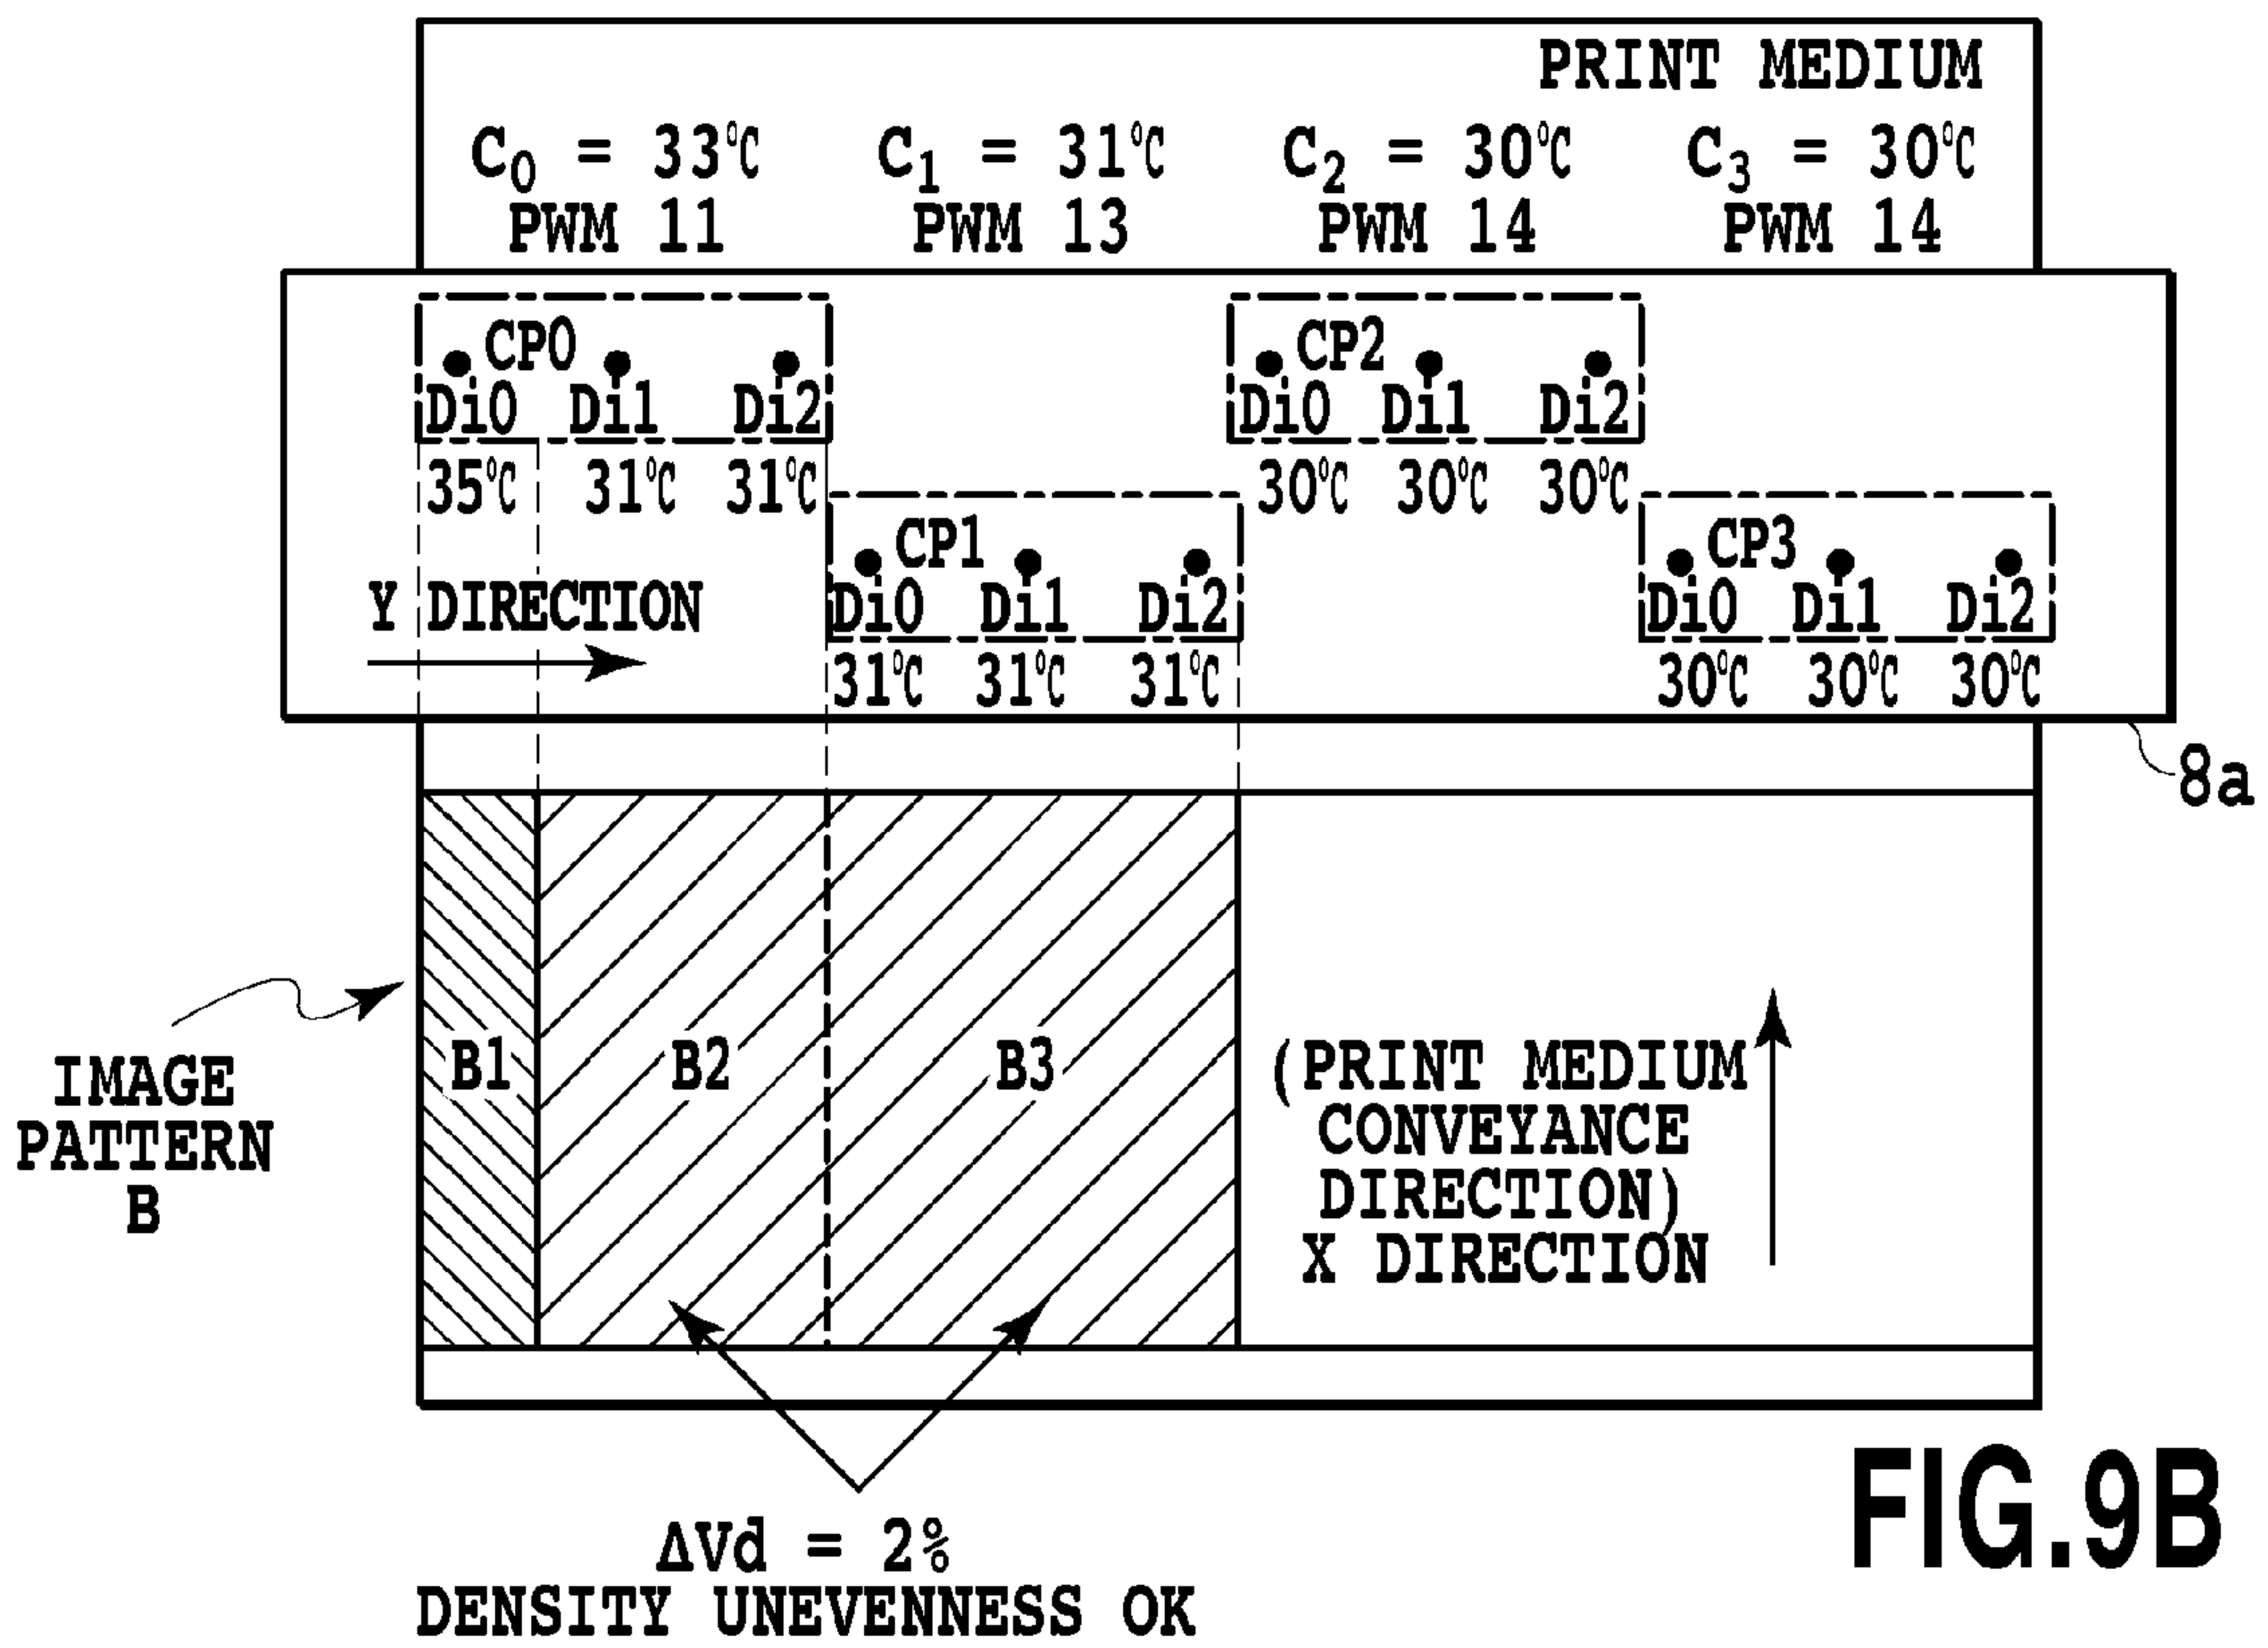 PRINT MEDIUM
C0 = 33℃ C1 = 31℃ C2 = 30℃ C3 = 30℃
PWM 11 PWM 13 PWM 14 PWM 14
CP0 CP2
Di0 Di1 Di2 Di0 Di1 Di2
35℃ 31℃ 31℃ 30℃ 30℃ 30℃
CP1 CP3
Y DIRECTION Di0 Di1 Di2 Di0 Di1 Di2
31℃ 31℃ 31℃ 30℃ 30℃ 30℃
8a
B1 B2 B3
IMAGE
PATTERN
B
(PRINT MEDIUM
CONVEYANCE
DIRECTION)
X DIRECTION
ΔVd = 2%
DENSITY UNEVENNESS OK
FIG.9B